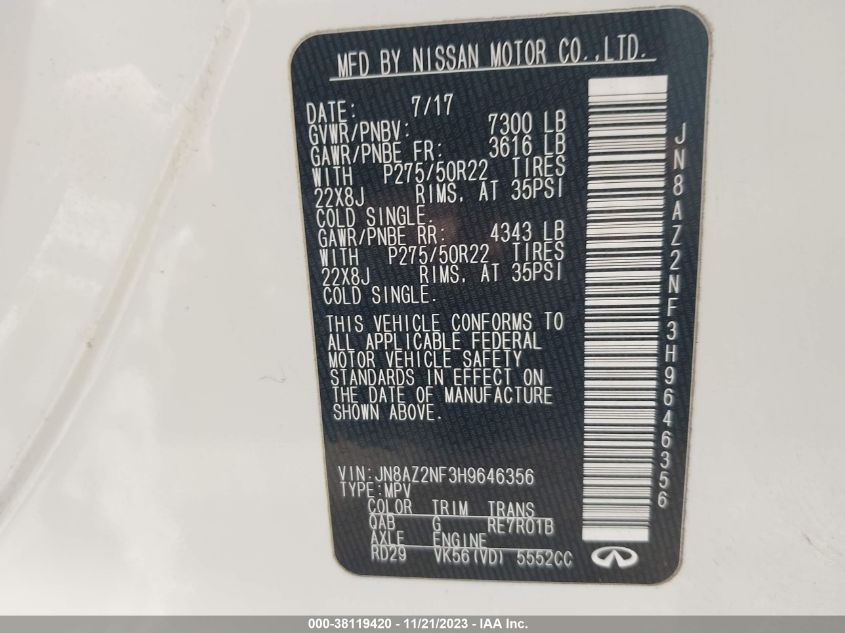 MFD BY NISSAN MOTOR CO.,LTD.
DATE: 7/17
GVWR/PNBV: 7300 LB
GAWR/PNBE FR: 3616 LB
WITH P275/50R22 TIRES
22X8J RIMS, AT 35PSI
COLD SINGLE.
GAWR/PNBE RR: 4343 LB
WITH P275/50R22 TIRES
22X8J RIMS, AT 35PSI
COLD SINGLE.
THIS VEHICLE CONFORMS TO
ALL APPLICABLE FEDERAL
MOTOR VEHICLE SAFETY
STANDARDS IN EFFECT ON
THE DATE OF MANUFACTURE
SHOWN ABOVE.
VIN:JN8AZ2NF3H9646356
TYPE:MPV
COLOR TRIM TRANS
QAB G RE7R01B
AXLE ENGINE
RD29 VK56(VD) 5552CC
JN8AZ2NF3H9646356
000-38119420 - 11/21/2023 - IAA Inc.